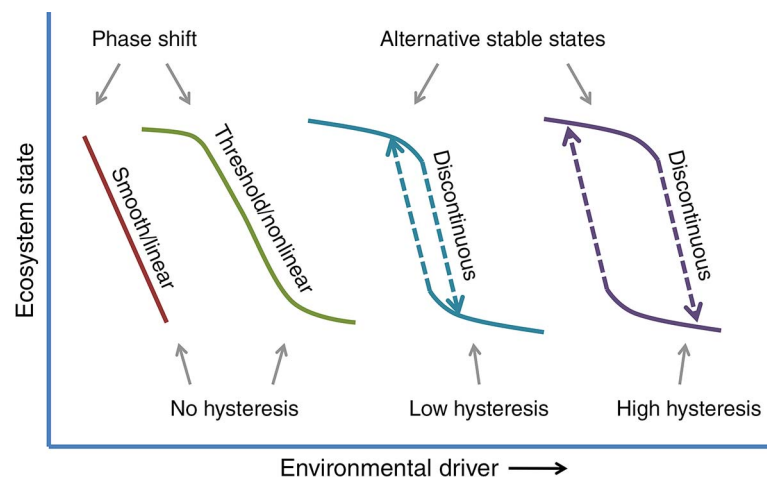 Phase shift
Alternative stable states
Ecosystem state
Smooth/linear
Threshold/nonlinear
Discontinuous
Discontinuous
No hysteresis
Low hysteresis
High hysteresis
Environmental driver